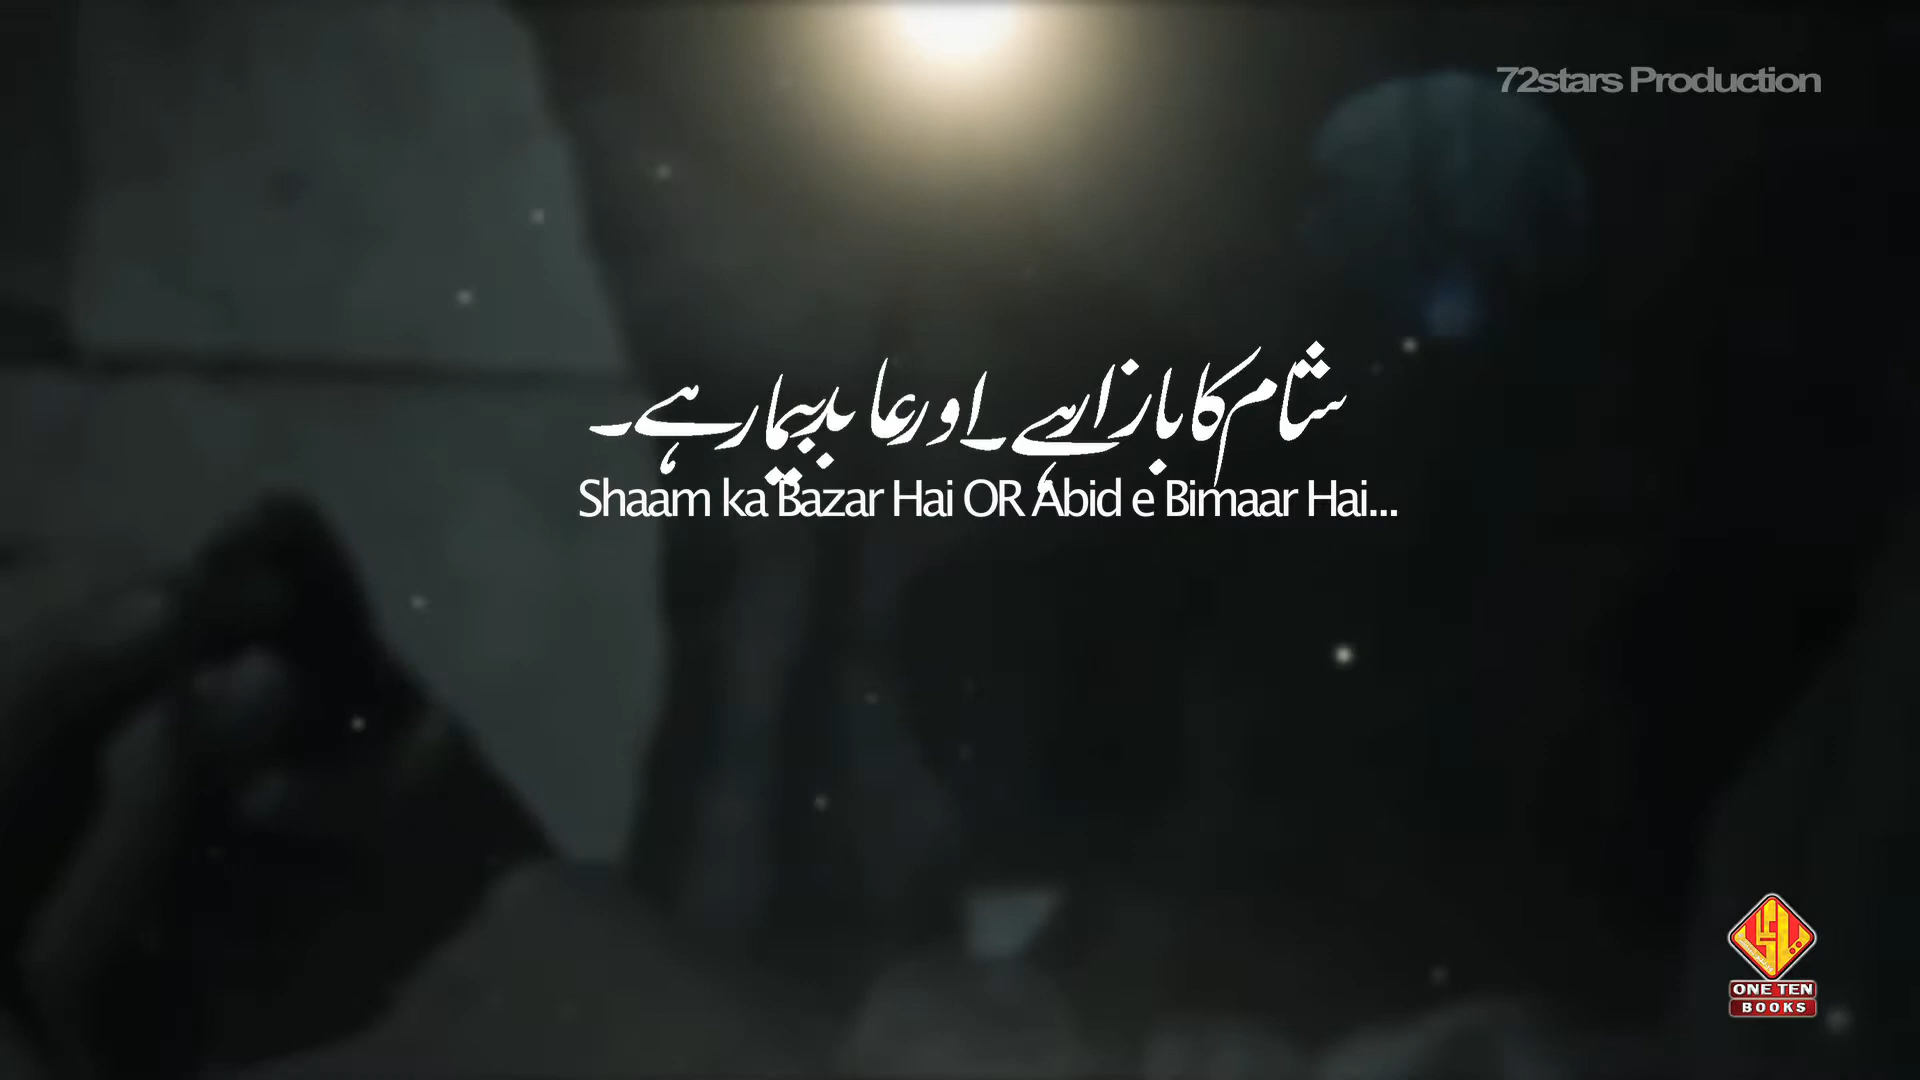 72stars Production
شام کا بازار ہے۔ اور عابد بیمار ہے۔
Shaam ka Bazar Hai OR Abid e Bimaar Hai...
ONE TEN
BOOKS